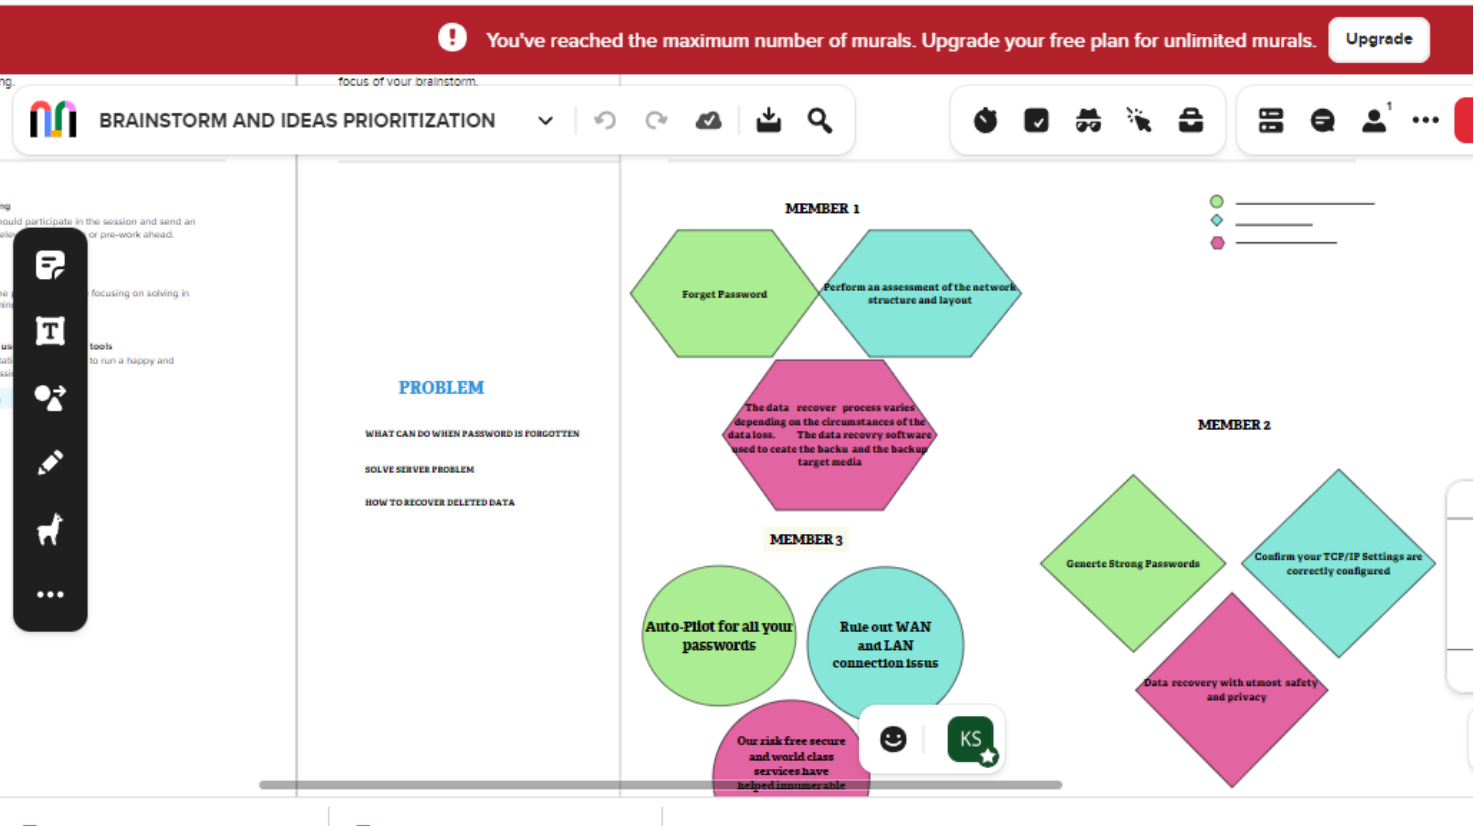 You've reached the maximum number of murals. Upgrade your free plan for unlimited murals.
Upgrade
ng.
focus of your brainstorm.
BRAINSTORM AND IDEAS PRIORITIZATION
1
ng
ould participate in the session and send an
or pre-work ahead.
focusing on solving in
us
tools
to run a happy and
PROBLEM
WHAT CAN DO WHEN PASSWORD IS FORGOTTEN
SOLVE SERVER PROBLEM
HOW TO RECOVER DELETED DATA
MEMBER 1
Forget Password
Perform an assessment of the network
structure and layout
The data recover process varies
depending on the circumstances of the
data loss. The data recovry software
used to ceate the backu and the backup
target media
MEMBER 3
Auto-Pilot for all your
passwords
Rule out WAN
and LAN
connection issus
Our risk free secure
and world class
services have
helped innumerable
KS
MEMBER 2
Generte Strong Passwords
Confirm your TCP/IP Settings are
correctly configured
Data recovery with utmost safety
and privacy